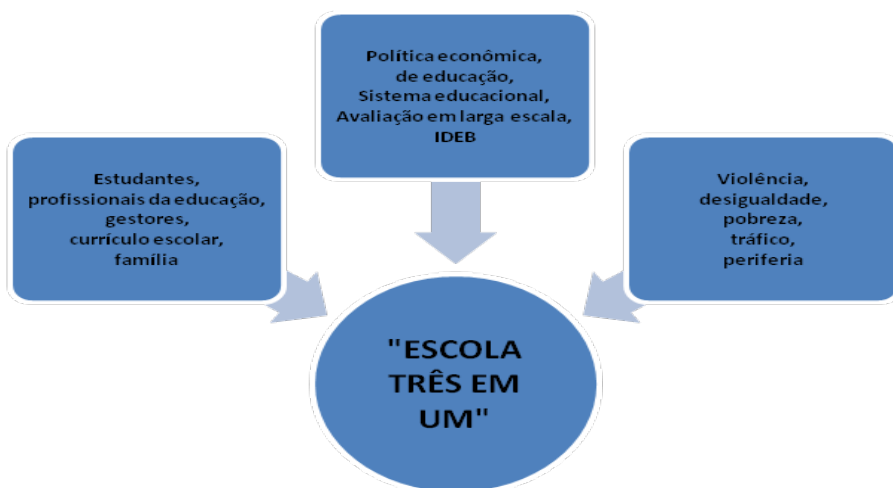 Política econômica,
de educação,
Sistema educacional,
Avaliação em larga escala,
IDEB
Estudantes,
profissionais da educação,
gestores,
currículo escolar,
família
Violência,
desigualdade,
pobreza,
tráfico,
periferia
"ESCOLA
TRÊS EM
UM"